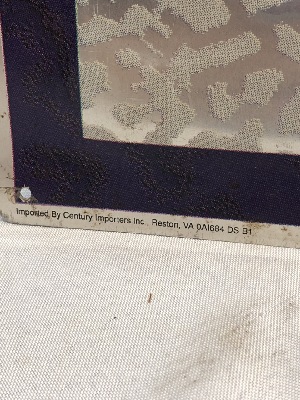 Imported By Century Importers Inc., Reston, VA 0AI684 DS B1